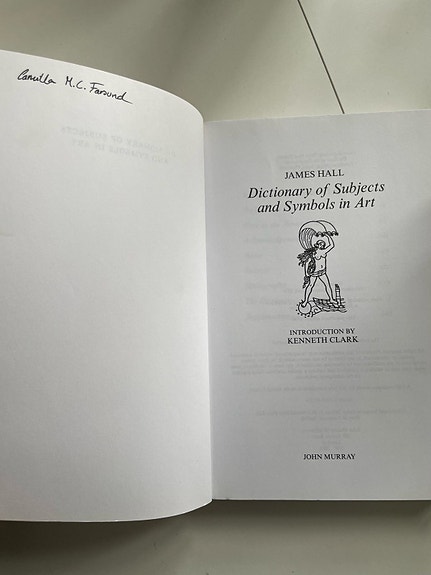 Camilla M.C. Farsund
JAMES HALL
Dictionary of Subjects
and Symbols in Art
INTRODUCTION BY
KENNETH CLARK
JOHN MURRAY